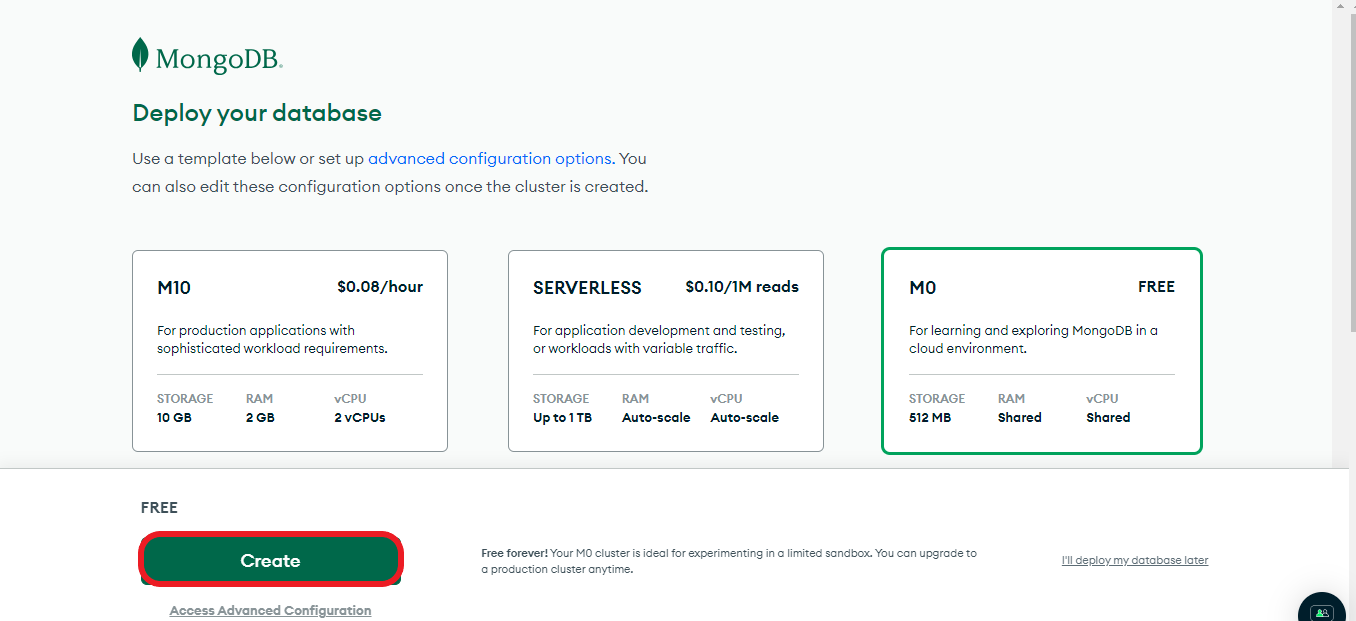 MongoDB.
Deploy your database
Use a template below or set up advanced configuration options. You
can also edit these configuration options once the cluster is created.
M10 $0.08/hour
For production applications with
sophisticated workload requirements.
STORAGE RAM vCPU
10 GB 2 GB 2 vCPUs
SERVERLESS $0.10/1M reads
For application development and testing,
or workloads with variable traffic.
STORAGE RAM vCPU
Up to 1 TB Auto-scale Auto-scale
M0 FREE
For learning and exploring MongoDB in a
cloud environment.
STORAGE RAM vCPU
512 MB Shared Shared
FREE
Create
Access Advanced Configuration
Free forever! Your M0 cluster is ideal for experimenting in a limited sandbox. You can upgrade to
a production cluster anytime.
I'll deploy my database later